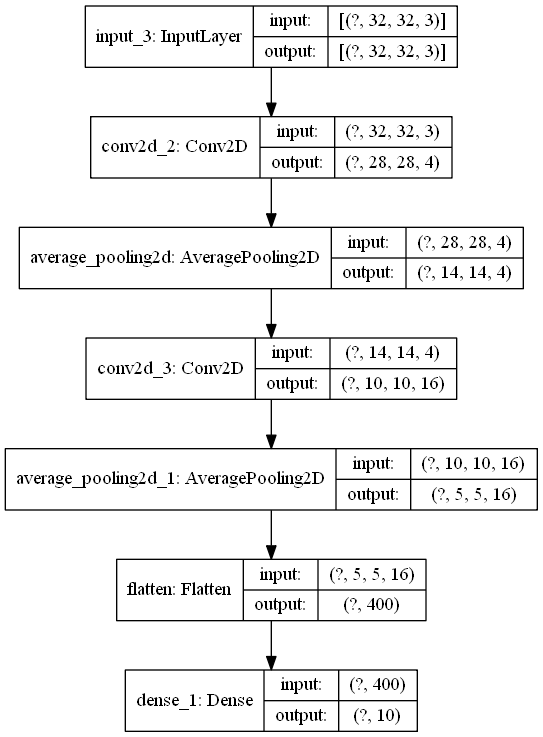 input_3: InputLayer
input: [(?, 32, 32, 3)]
output: [(?, 32, 32, 3)]
conv2d_2: Conv2D
input: (?, 32, 32, 3)
output: (?, 28, 28, 4)
average_pooling2d: AveragePooling2D
input: (?, 28, 28, 4)
output: (?, 14, 14, 4)
conv2d_3: Conv2D
input: (?, 14, 14, 4)
output: (?, 10, 10, 16)
average_pooling2d_1: AveragePooling2D
input: (?, 10, 10, 16)
output: (?, 5, 5, 16)
flatten: Flatten
input: (?, 5, 5, 16)
output: (?, 400)
dense_1: Dense
input: (?, 400)
output: (?, 10)